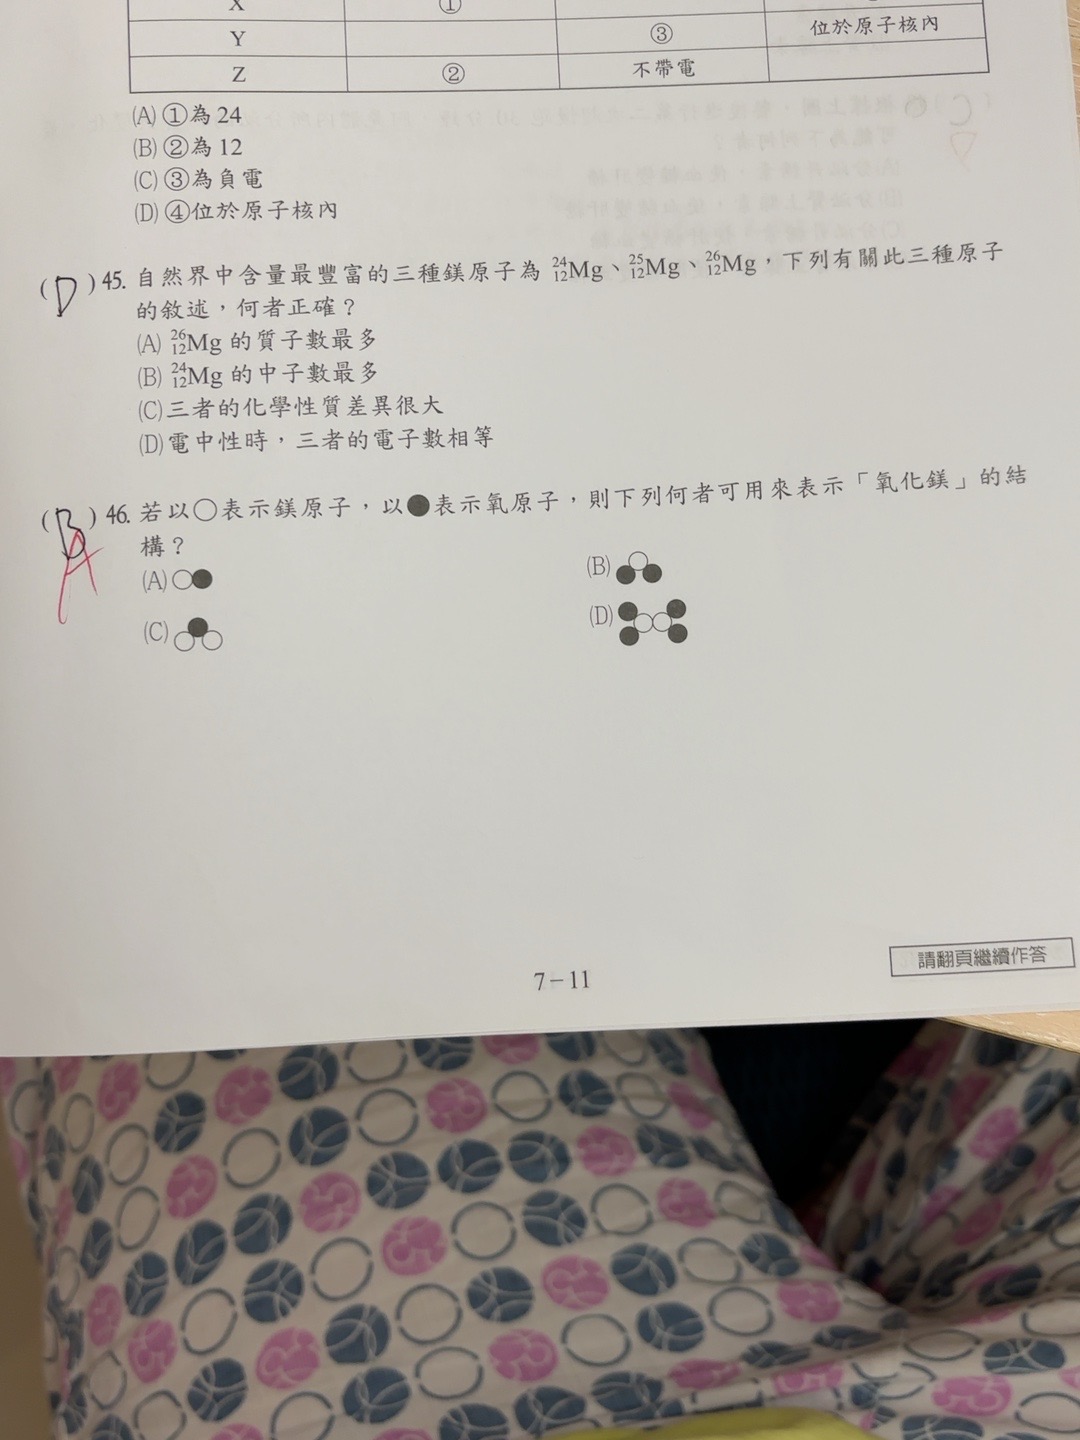 X ①
Y ③ 位於原子核內
Z ② 不帶電
(A) ①為 24
(B) ②為 12
(C) ③為負電
(D) ④位於原子核內
(D) 45. 自然界中含量最豐富的三種鎂原子為 ²⁴₁₂Mg、²⁵₁₂Mg、²⁶₁₂Mg，下列有關此三種原子
的敘述，何者正確？
(A) ²⁶₁₂Mg 的質子數最多
(B) ²⁴₁₂Mg 的中子數最多
(C) 三者的化學性質差異很大
(D) 電中性時，三者的電子數相等
(B) 46. 若以○表示鎂原子，以●表示氧原子，則下列何者可用來表示「氧化鎂」的結
A
構？
(A) (B)
(C) (D)
請翻頁繼續作答
7－11